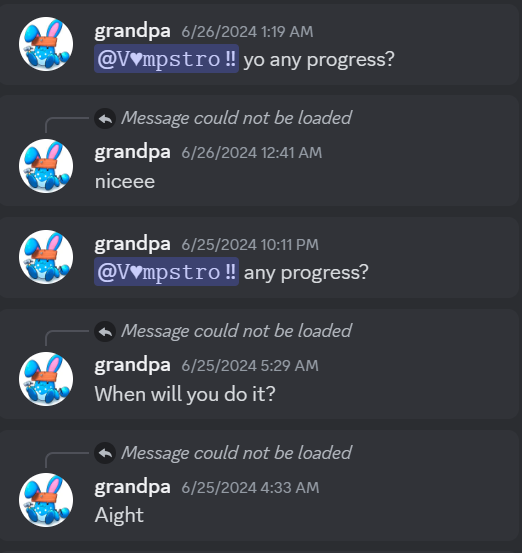 grandpa 6/26/2024 1:19 AM
@V♥mpstro‼ yo any progress?
Message could not be loaded
grandpa 6/26/2024 12:41 AM
niceee
grandpa 6/25/2024 10:11 PM
@V♥mpstro‼ any progress?
Message could not be loaded
grandpa 6/25/2024 5:29 AM
When will you do it?
Message could not be loaded
grandpa 6/25/2024 4:33 AM
Aight